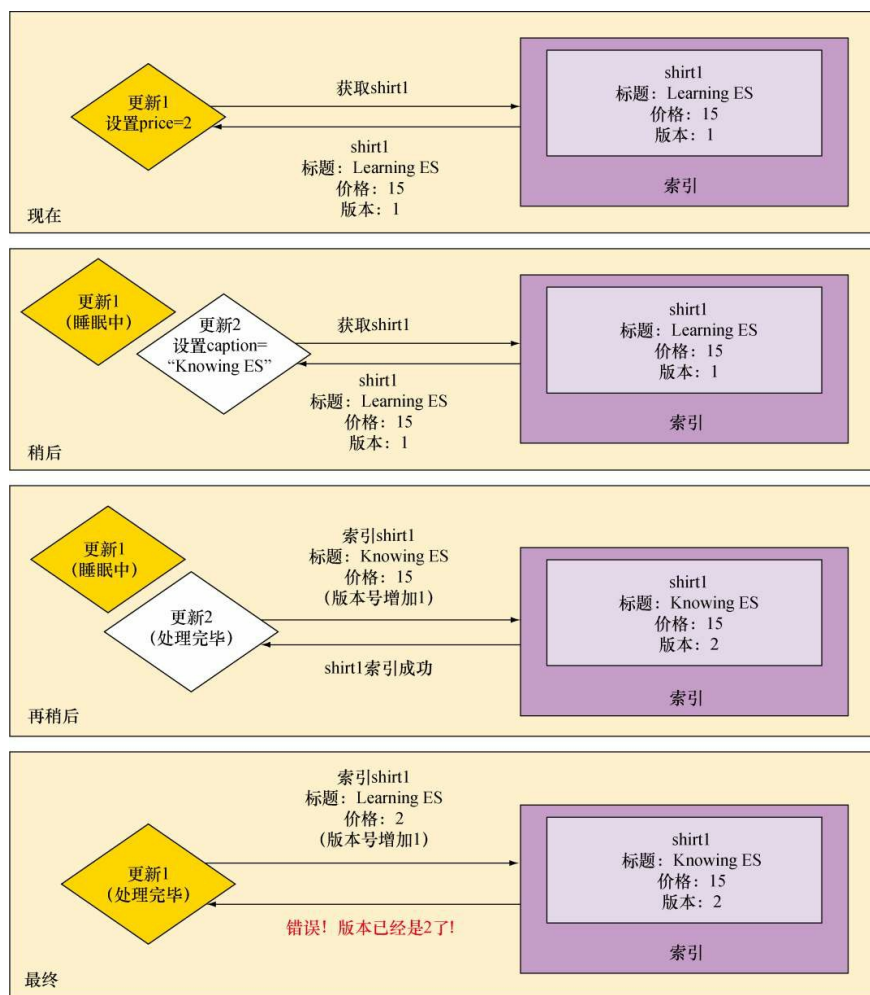 更新1
设置price=2
获取shirt1
shirt1
标题：Learning ES
价格：15
版本：1
shirt1
标题：Learning ES
价格：15
版本：1
索引
现在
更新1
（睡眠中）
更新2
设置caption=
“Knowing ES”
获取shirt1
shirt1
标题：Learning ES
价格：15
版本：1
shirt1
标题：Learning ES
价格：15
版本：1
索引
稍后
更新1
（睡眠中）
更新2
（处理完毕）
索引shirt1
标题：Knowing ES
价格：15
（版本号增加1）
shirt1索引成功
shirt1
标题：Knowing ES
价格：15
版本：2
索引
再稍后
更新1
（处理完毕）
索引shirt1
标题：Learning ES
价格：2
（版本号增加1）
错误！版本已经是2了！
shirt1
标题：Knowing ES
价格：15
版本：2
索引
最终